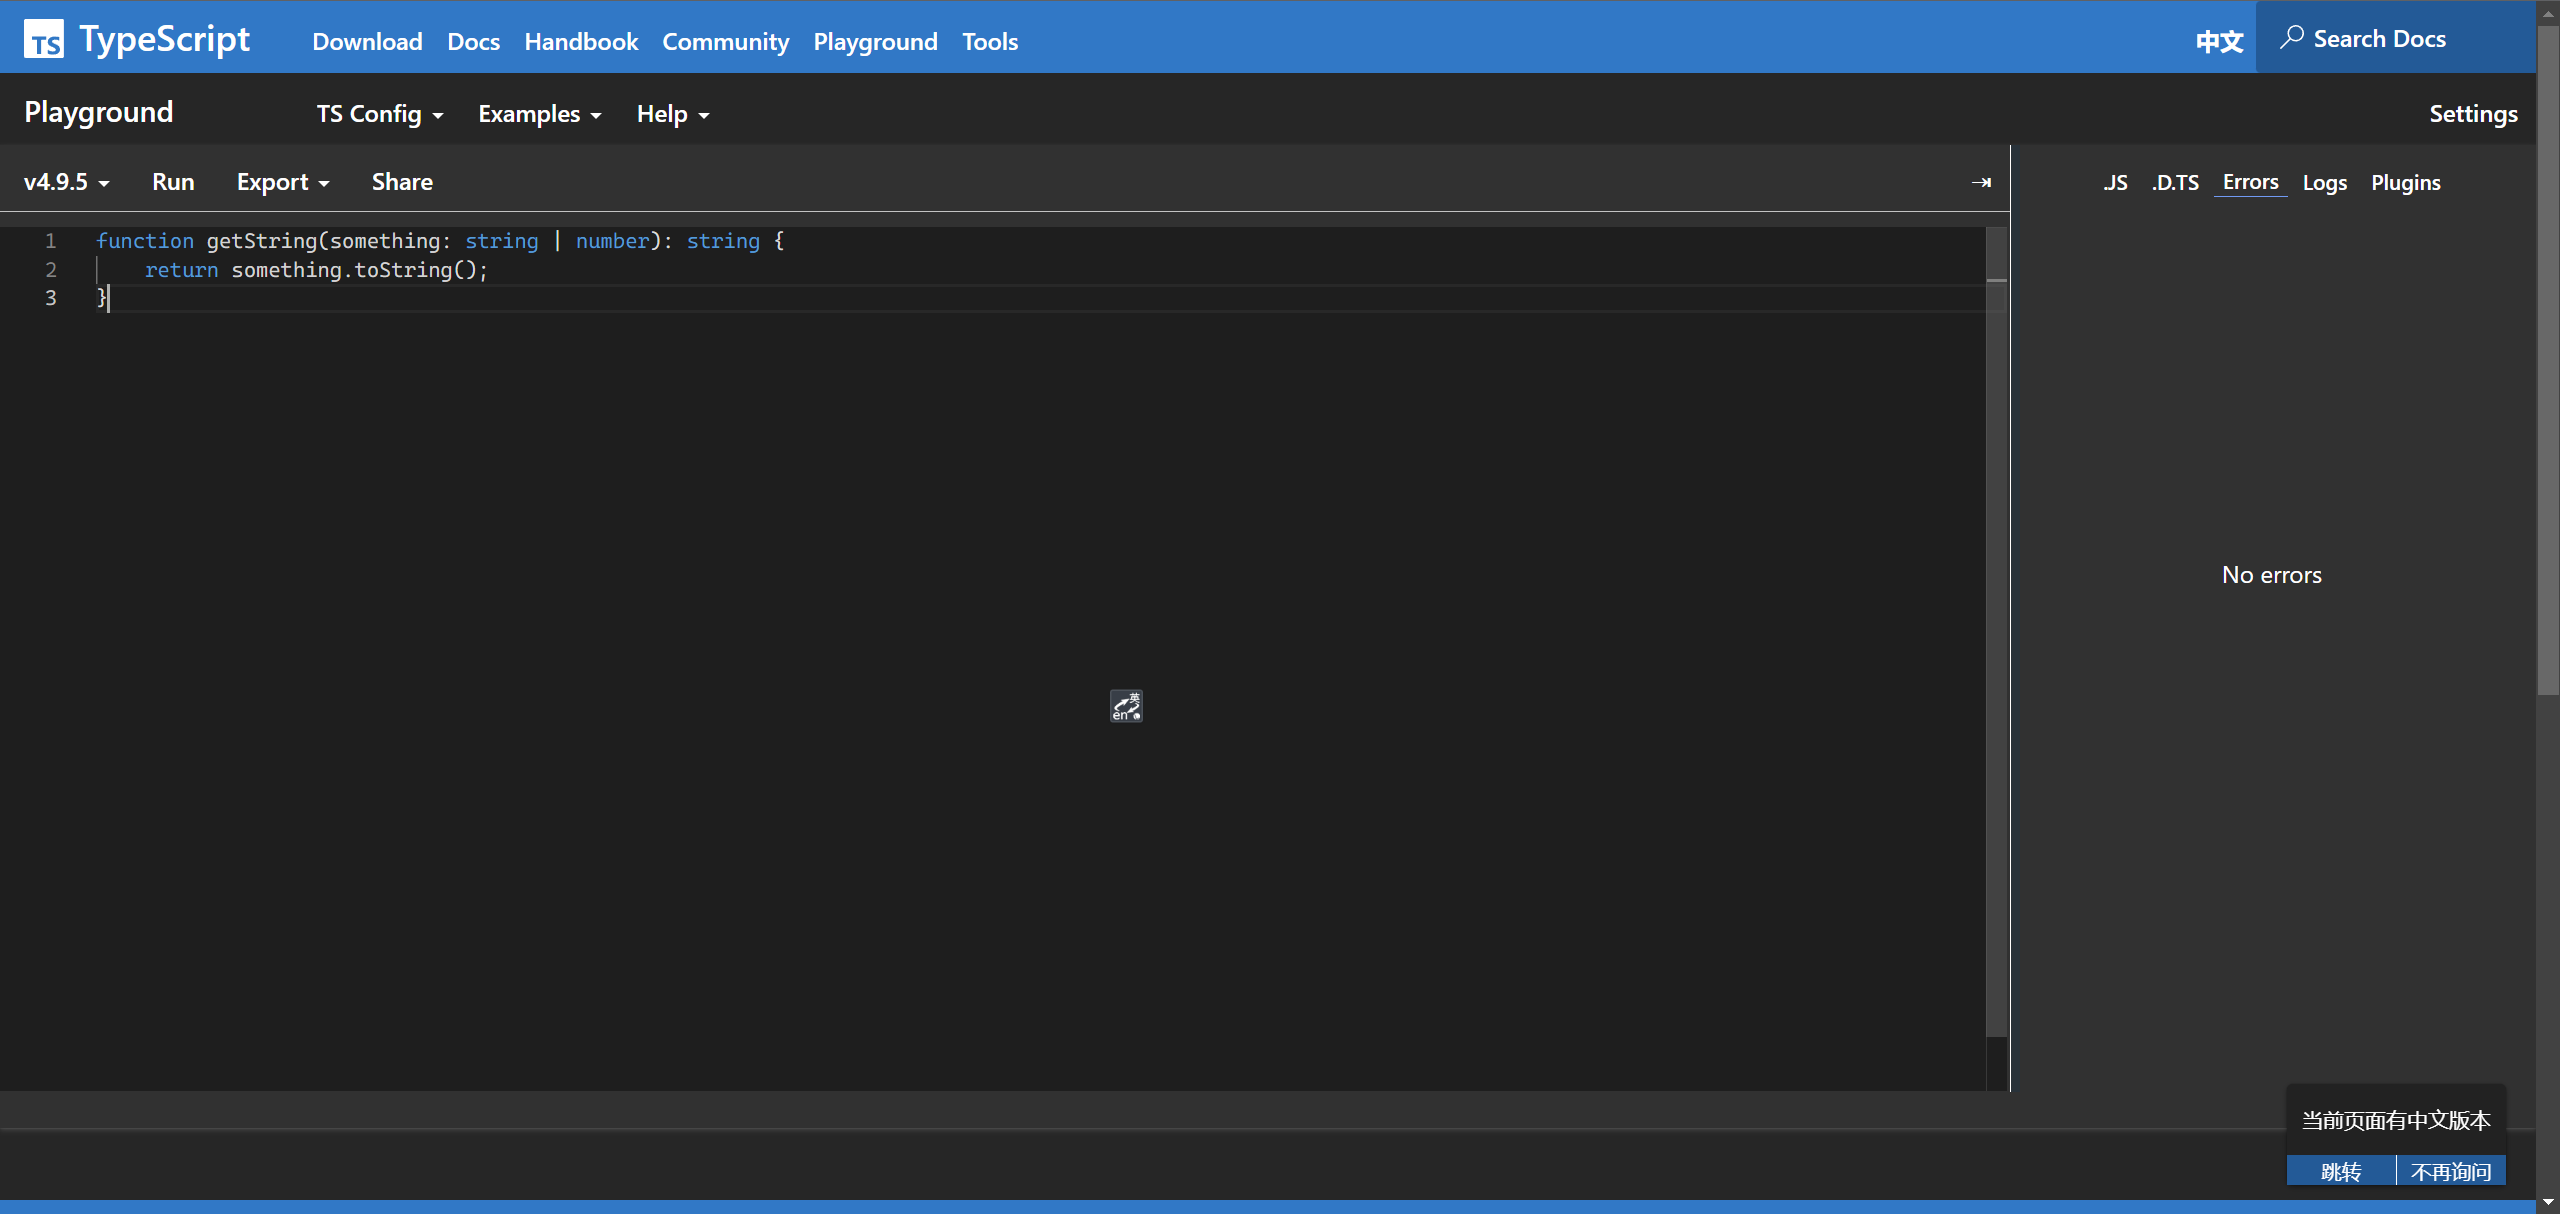 TS TypeScript Download Docs Handbook Community Playground Tools 中文 Search Docs
Playground TS Config Examples Help Settings
v4.9.5 Run Export Share .JS .D.TS Errors Logs Plugins
1 function getString(something: string | number): string {
2 return something.toString();
3 }
No errors
英
en
当前页面有中文版本
跳转 不再询问